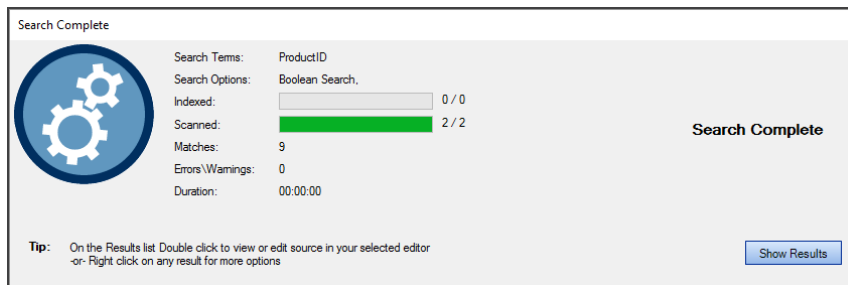 Search Complete
Search Terms: ProductID
Search Options: Boolean Search,
Indexed: 0 / 0
Scanned: 2 / 2
Matches: 9
Errors\Warnings: 0
Duration: 00:00:00
Search Complete
Tip: On the Results list Double click to view or edit source in your selected editor
-or- Right click on any result for more options
Show Results